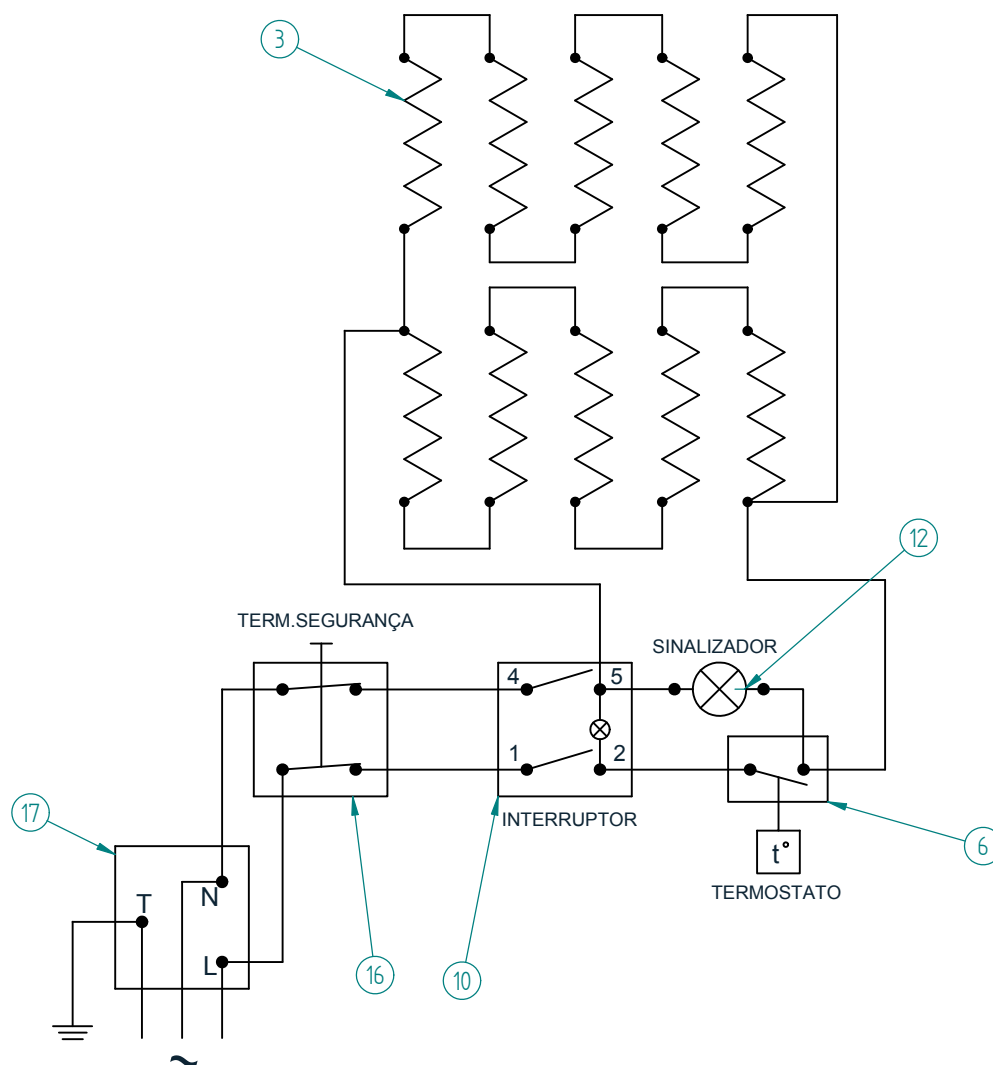 3
12
TERM.SEGURANÇA
SINALIZADOR
4
5
1
2
17
INTERRUPTOR
6
t°
T
N
TERMOSTATO
L
16
10
~